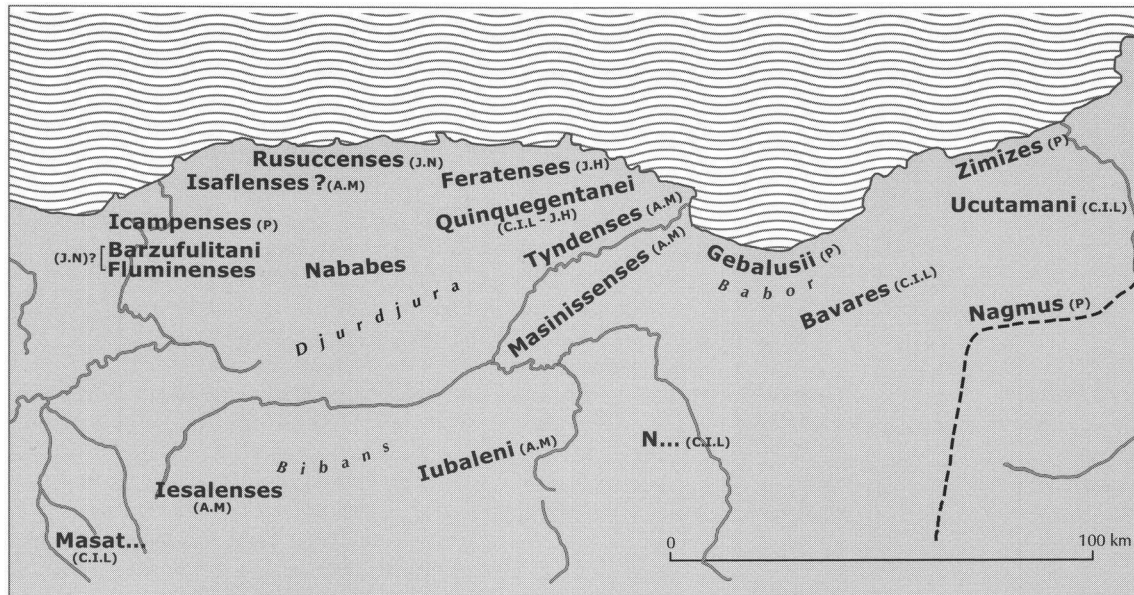 Rusuccenses (J.N)
Isaflenses ? (A.M)
Feratenses (J.H)
Zimizes (P)
Icampenses (P)
Quinquegentanei
(C.I.L - J.H)
Ucutamani (C.I.L)
(J.N)? [Barzufulitani
Fluminenses
Nababes
Tyndenses (A.M)
Gebalusii (P)
Babor
Bavares (C.I.L)
Nagmus (P)
Djurdjura
Masinissenses (A.M)
Bibans
Iubaleni (A.M)
N... (C.I.L)
Iesalenses
(A.M)
Masat...
(C.I.L)
0 100 km